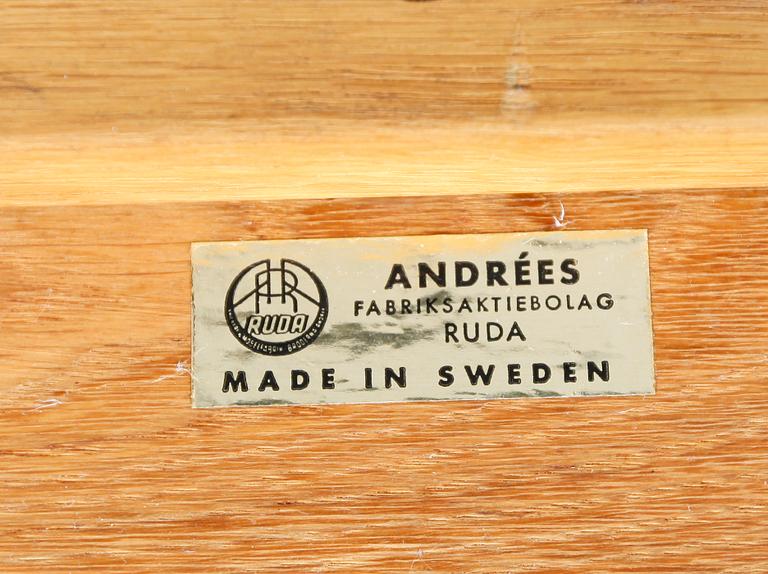 RUDA
ANDRÉES
FABRIKSAKTIEBOLAG
RUDA
MADE IN SWEDEN